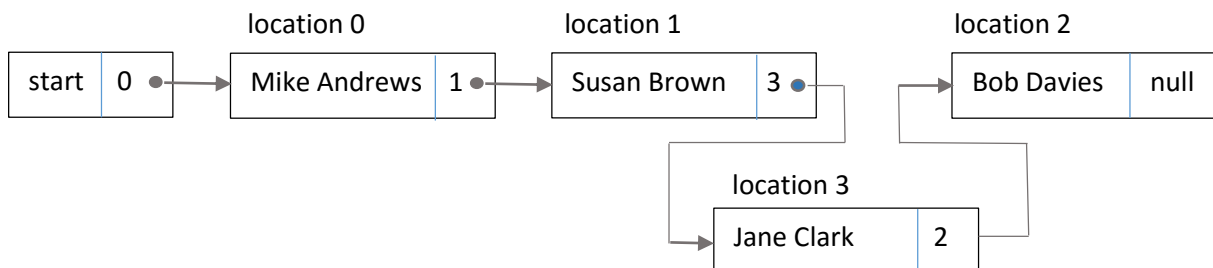 location 0
location 1
location 2
start 0
Mike Andrews 1
Susan Brown 3
Bob Davies null
location 3
Jane Clark 2